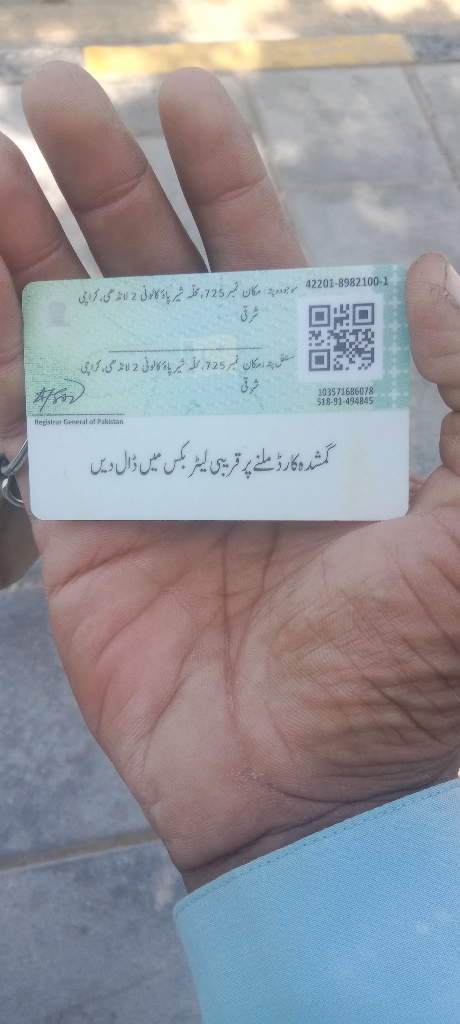 42201-8982100-1
موجودہ پتہ: مکان نمبر 725، محلّہ شیر پاؤ کالونی 2 لانڈھی، کراچی
شرقی
مستقل پتہ: مکان نمبر 725، محلّہ شیر پاؤ کالونی 2 لانڈھی، کراچی
شرقی
103571686078
518-91-494845
Registrar General of Pakistan
گمشدہ کارڈ ملنے پر قریبی لیٹر بکس میں ڈال دیں